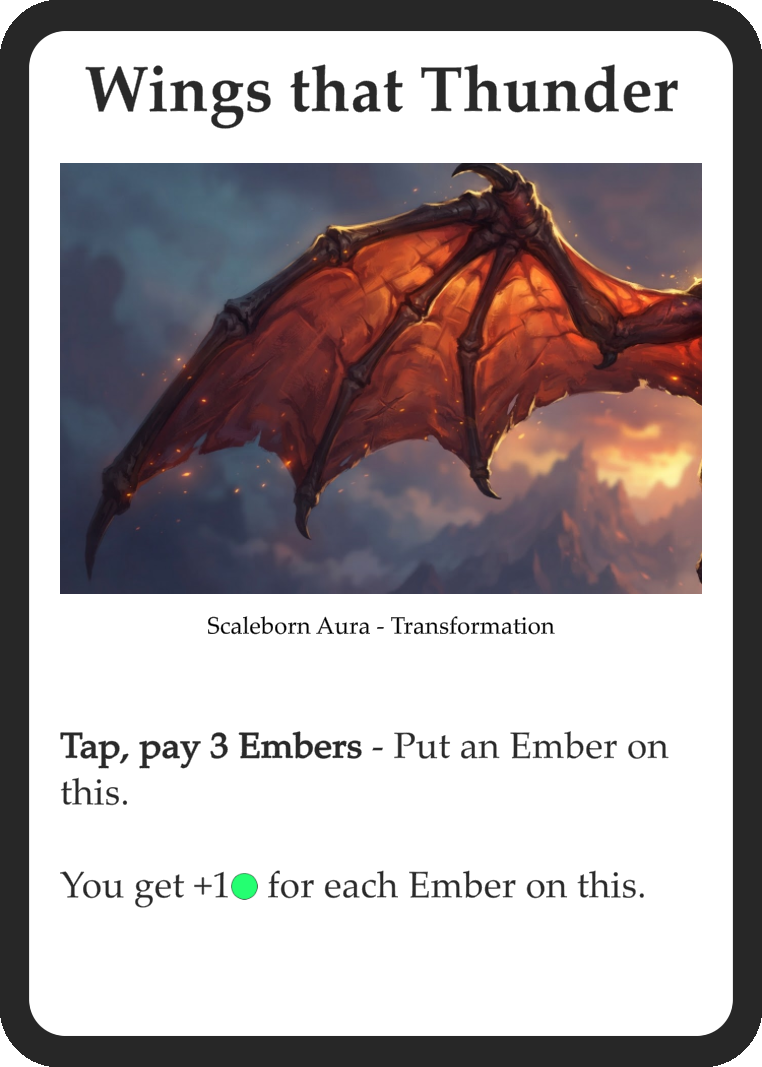 Wings that Thunder
Scaleborn Aura - Transformation
Tap, pay 3 Embers - Put an Ember on
this.
You get +1 for each Ember on this.